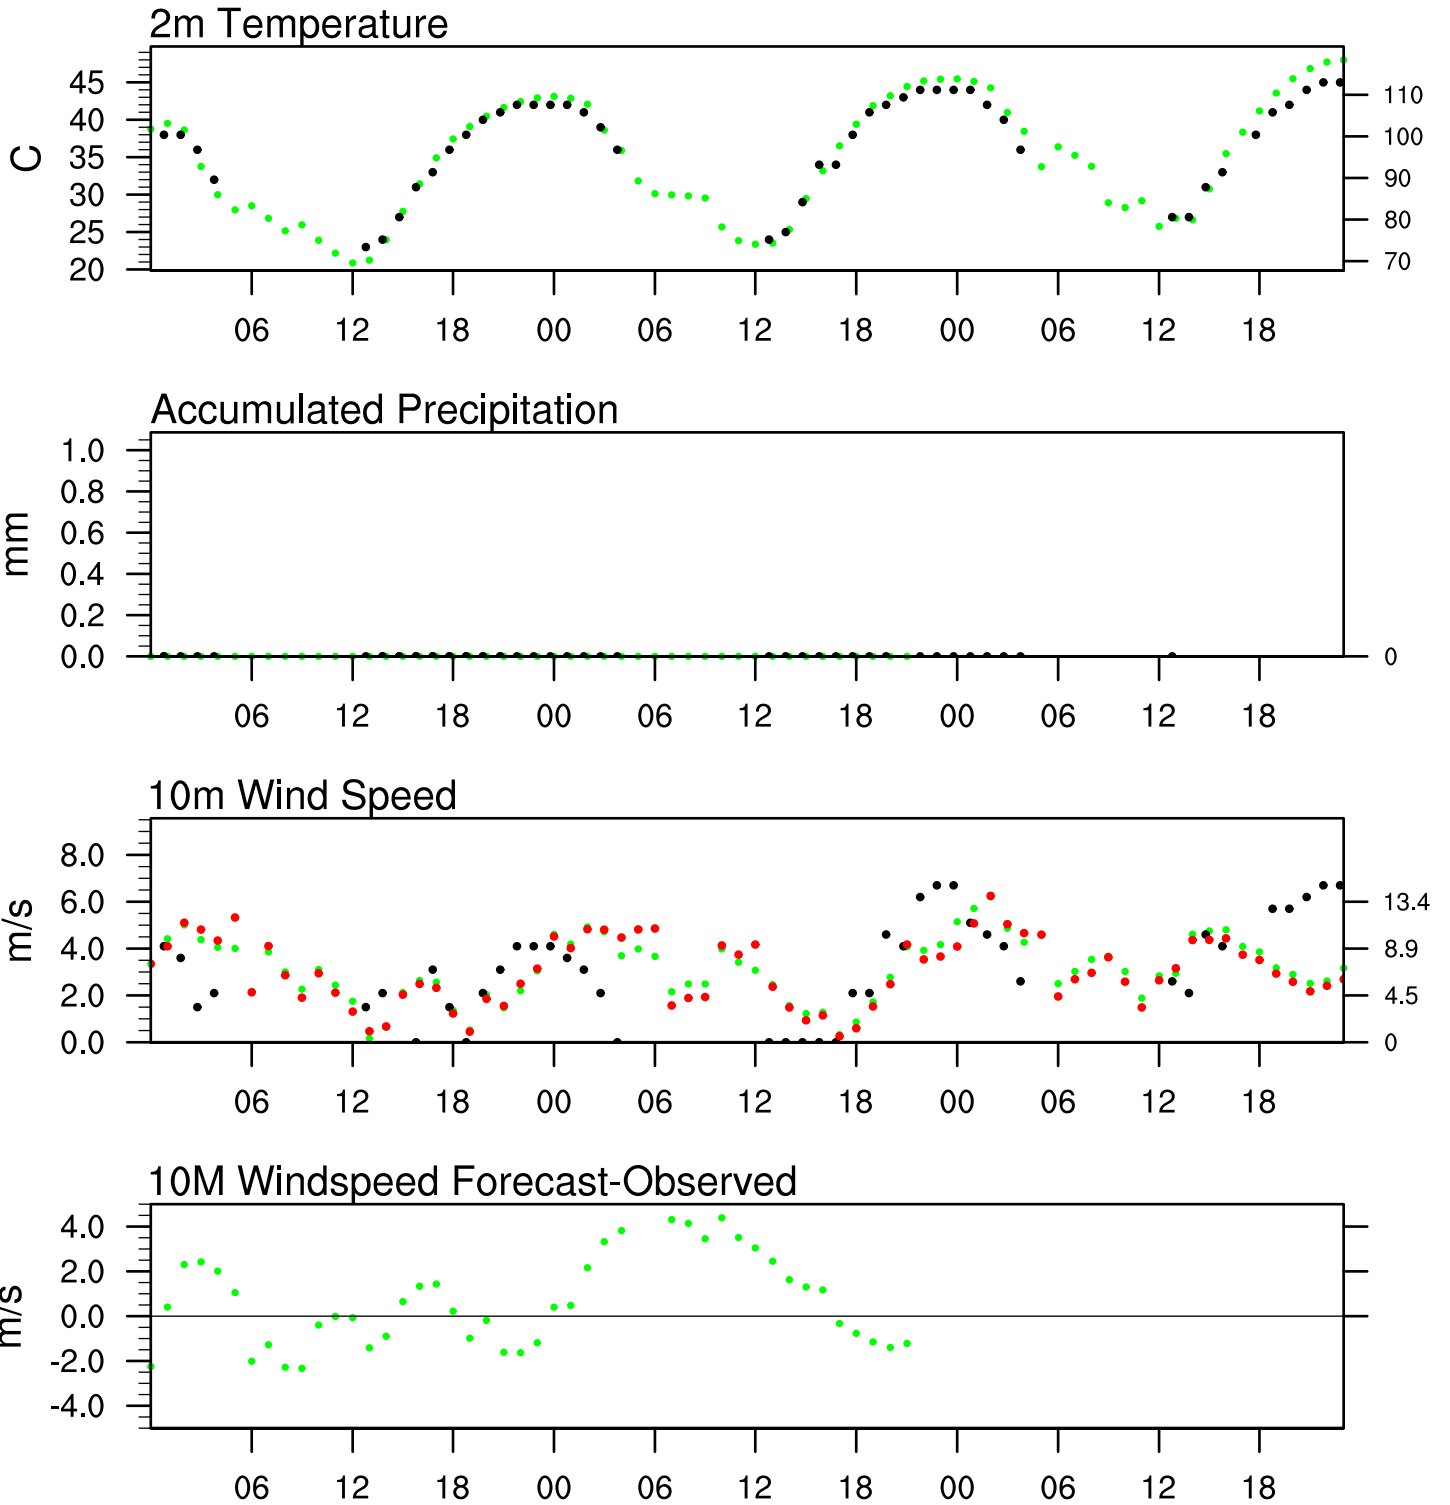 2m Temperature
C
45
40
35
30
25
20
110
100
90
80
70
06 12 18 00 06 12 18 00 06 12 18
Accumulated Precipitation
mm
1.0
0.8
0.6
0.4
0.2
0.0
0
06 12 18 00 06 12 18 00 06 12 18
10m Wind Speed
m/s
8.0
6.0
4.0
2.0
0.0
13.4
8.9
4.5
0
06 12 18 00 06 12 18 00 06 12 18
10M Windspeed Forecast-Observed
m/s
4.0
2.0
0.0
-2.0
-4.0
06 12 18 00 06 12 18 00 06 12 18